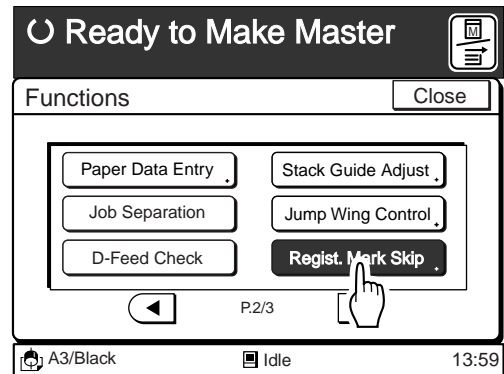 Ready to Make Master
M
Functions Close
Paper Data Entry Stack Guide Adjust
Job Separation Jump Wing Control
D-Feed Check Regist. Mark Skip
P.2/3
A3/Black Idle 13:59